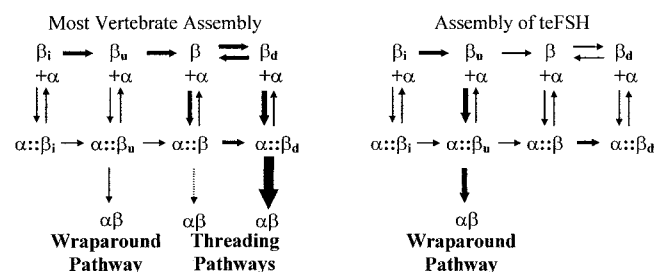 Most Vertebrate Assembly
βi βu β βd
+α +α +α +α
α::βi α::βu α::β α::βd
αβ αβ αβ
Wraparound Pathway
Threading Pathways
Assembly of teFSH
βi βu β βd
+α +α +α +α
α::βi α::βu α::β α::βd
αβ
Wraparound
Pathway